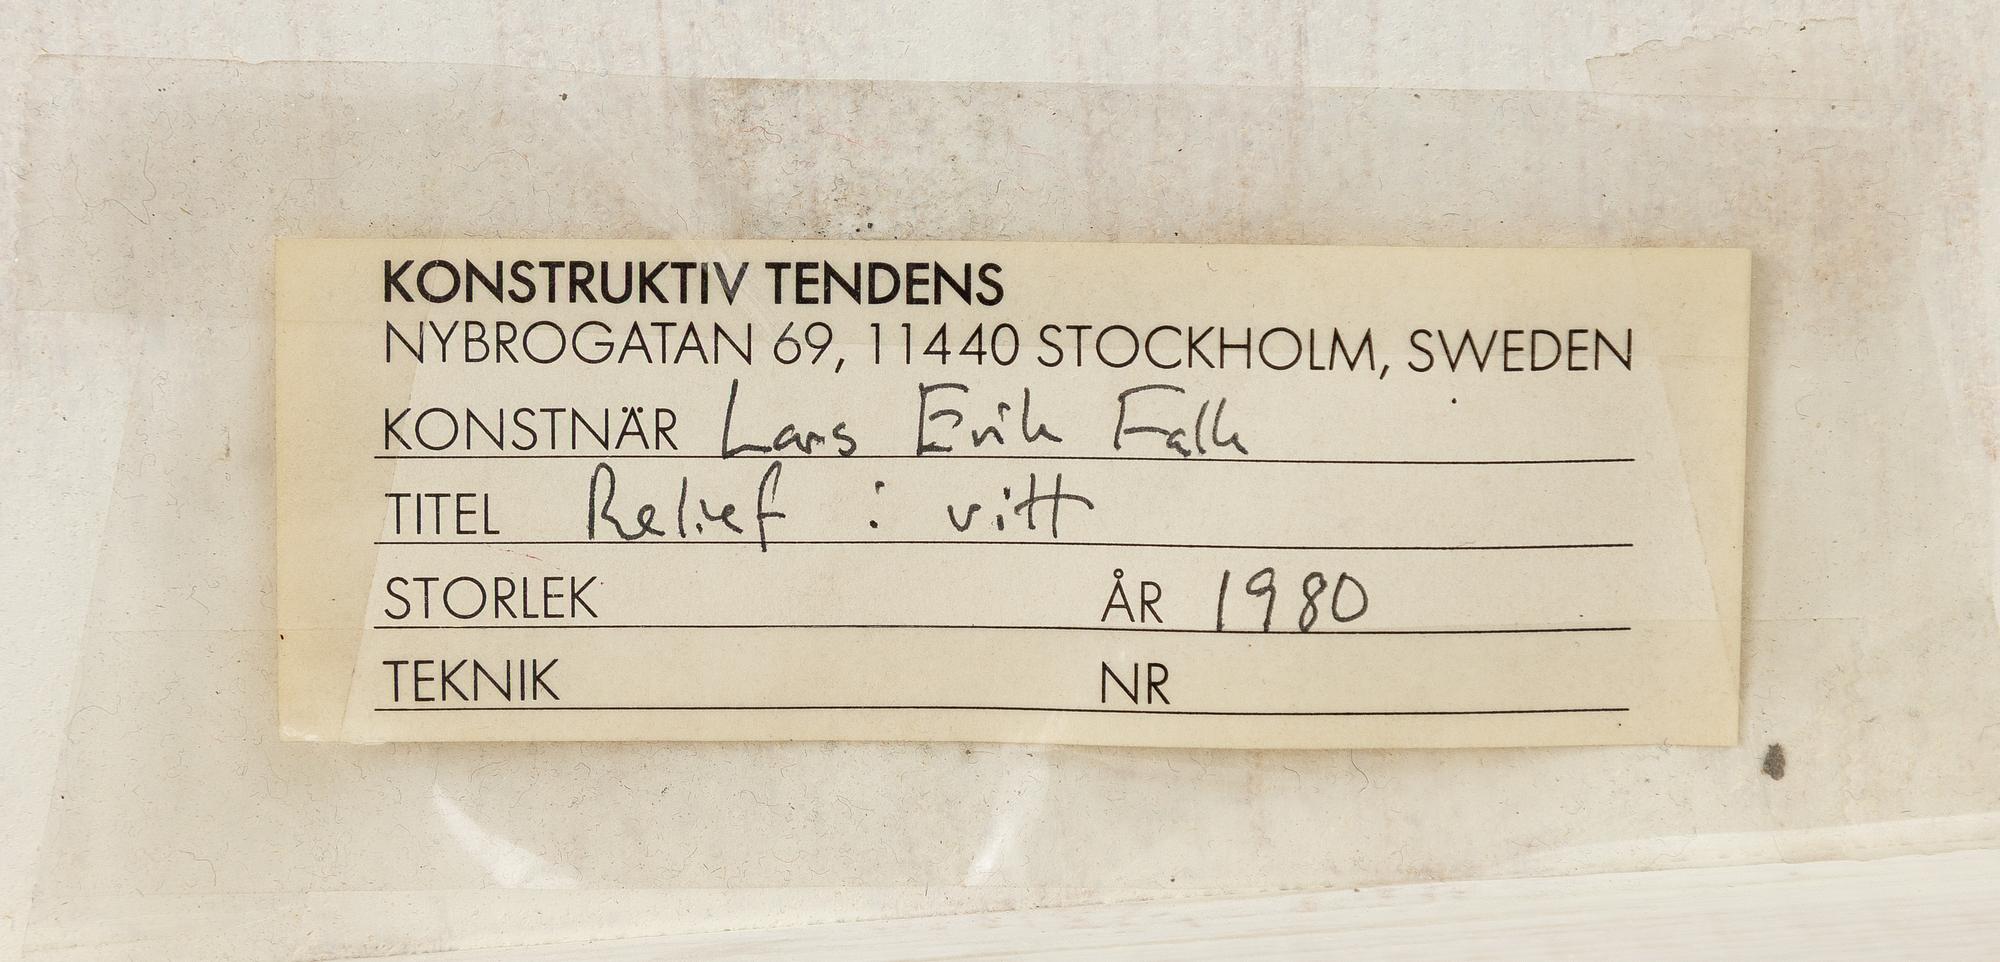 KONSTRUKTIV TENDENS
NYBROGATAN 69, 11440 STOCKHOLM, SWEDEN
KONSTNÄR Lars Erik Falk
TITEL Relief : vitt
STORLEK ÅR 1980
TEKNIK NR